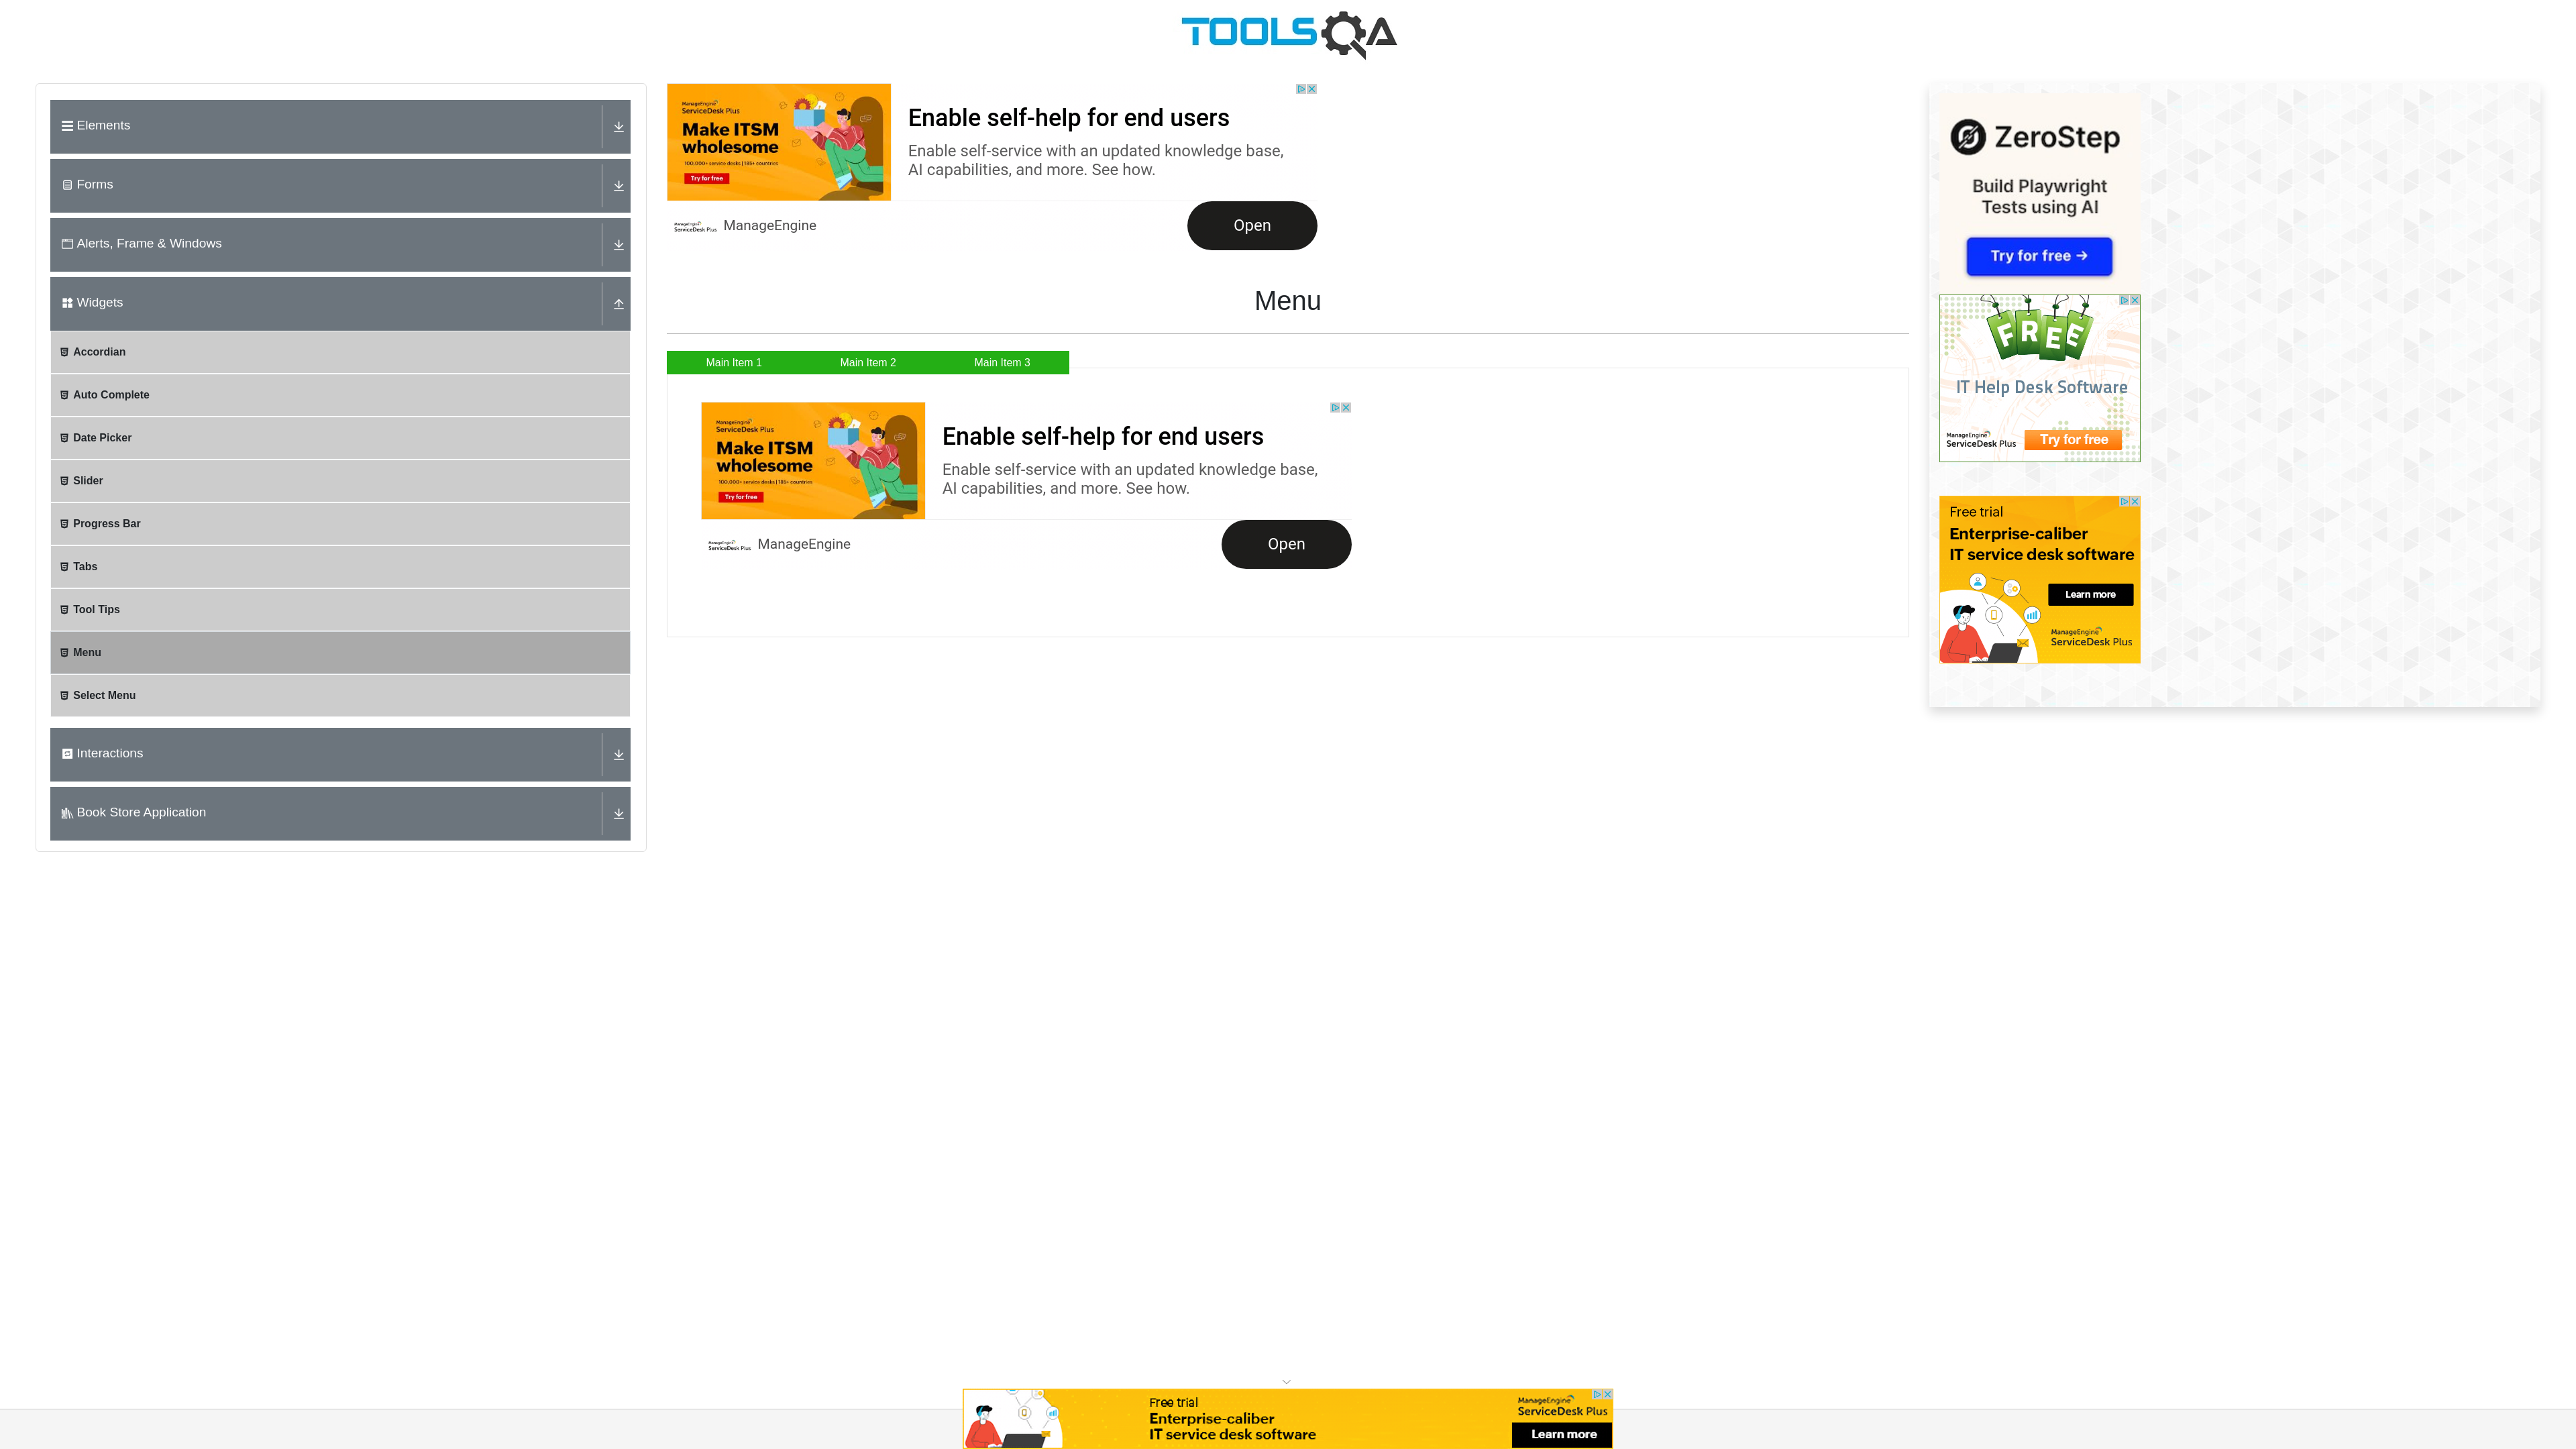 TOOLSQA
Elements
Forms
Alerts, Frame & Windows
Widgets
Accordian
Auto Complete
Date Picker
Slider
Progress Bar
Tabs
Tool Tips
Menu
Select Menu
Interactions
Book Store Application
ManageEngine
ServiceDesk Plus
Make ITSM
wholesome
100,000+ service desks | 185+ countries
Try for free
Enable self-help for end users
Enable self-service with an updated knowledge base,
AI capabilities, and more. See how.
ManageEngine
ServiceDesk Plus
ManageEngine
Open
Menu
Main Item 1
Main Item 2
Main Item 3
ManageEngine
ServiceDesk Plus
Make ITSM
wholesome
100,000+ service desks | 185+ countries
Try for free
Enable self-help for end users
Enable self-service with an updated knowledge base,
AI capabilities, and more. See how.
ManageEngine
ServiceDesk Plus
ManageEngine
Open
ZeroStep
Build Playwright
Tests using AI
Try for free →
FREE
IT Help Desk Software
ManageEngine
ServiceDesk Plus
Try for free
Free trial
Enterprise-caliber
IT service desk software
Learn more
ManageEngine
ServiceDesk Plus
Free trial
Enterprise-caliber
IT service desk software
ManageEngine
ServiceDesk Plus
Learn more